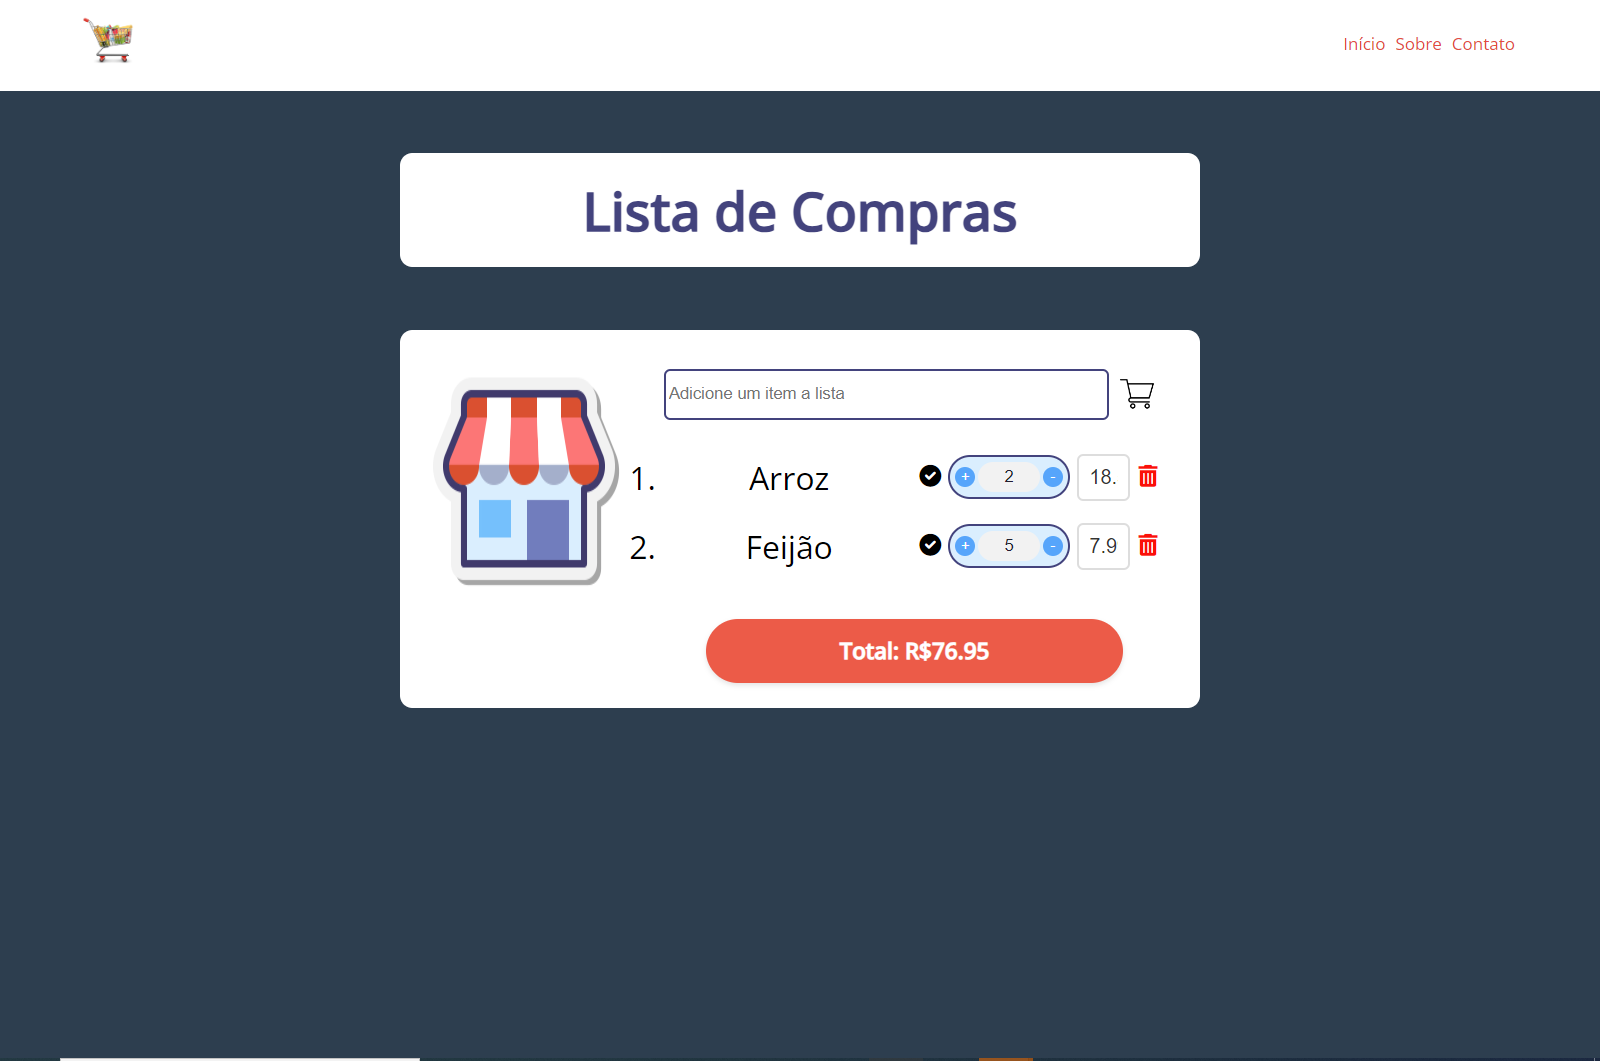 Início Sobre Contato
Lista de Compras
Adicione um item a lista
1. Arroz + 2 - 18.
2. Feijão + 5 - 7.9
Total: R$76.95